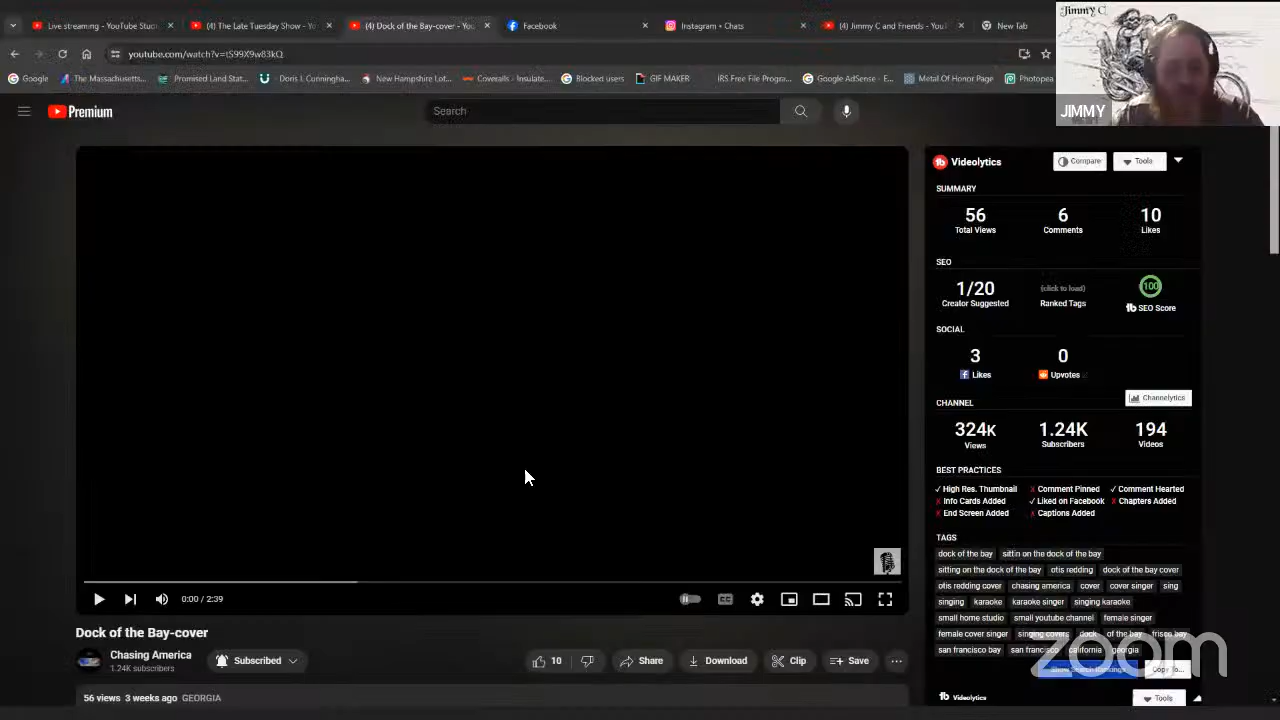 Live streaming - YouTube Stud
(4) The Late Tuesday Show
(4) Dock of the Bay-cover - You
Facebook
Instagram • Chats
(4) Jimmy C and Friends - YouT
New Tab
Jimmy C.
youtube.com/watch?v=
Google
The Massachusetts...
Promised Land Stat...
Doris I. Cunningha...
New Hampshire Lot...
Coveralls -
Blocked users
GIF MAKER
IRS Free File Progra...
Google AdSense - E...
Metal Of Honor Page
Photopea
JIMMY
Premium
Search
Videolytics
Compare
Tools
SUMMARY
56
6
10
Total Views
Comments
Likes
SEO
1/20
(click to load)
100
Creator Suggested
Ranked Tags
SEO Score
SOCIAL
3
0
Likes
Upvotes
CHANNEL
Channelytics
324K
1.24K
194
Views
Subscribers
Videos
BEST PRACTICES
✓ High Res. Thumbnail
✗ Comment Pinned
✓ Comment Hearted
✗ Info Cards Added
✓ Liked on Facebook
✗ Chapters Added
✗ End Screen Added
✗ Captions Added
TAGS
dock of the bay
sittin on the dock of the bay
sitting on the dock of the bay
otis redding
dock of the bay cover
otis redding cover
chasing america
cover
cover singer
sing
singing
karaoke
karaoke singer
singing karaoke
small home studio
small youtube channel
female singer
female cover singer
singing covers
dock
of the bay
frisco bay
san francisco bay
san francisco
california
georgia
Show Search Rankings
Copy To...
Videolytics
Tools
0:00 / 2:39
CC
Dock of the Bay-cover
Chasing America
1.24K subscribers
Subscribed
10
Share
Download
Clip
Save
56 views 3 weeks ago GEORGIA
zoom